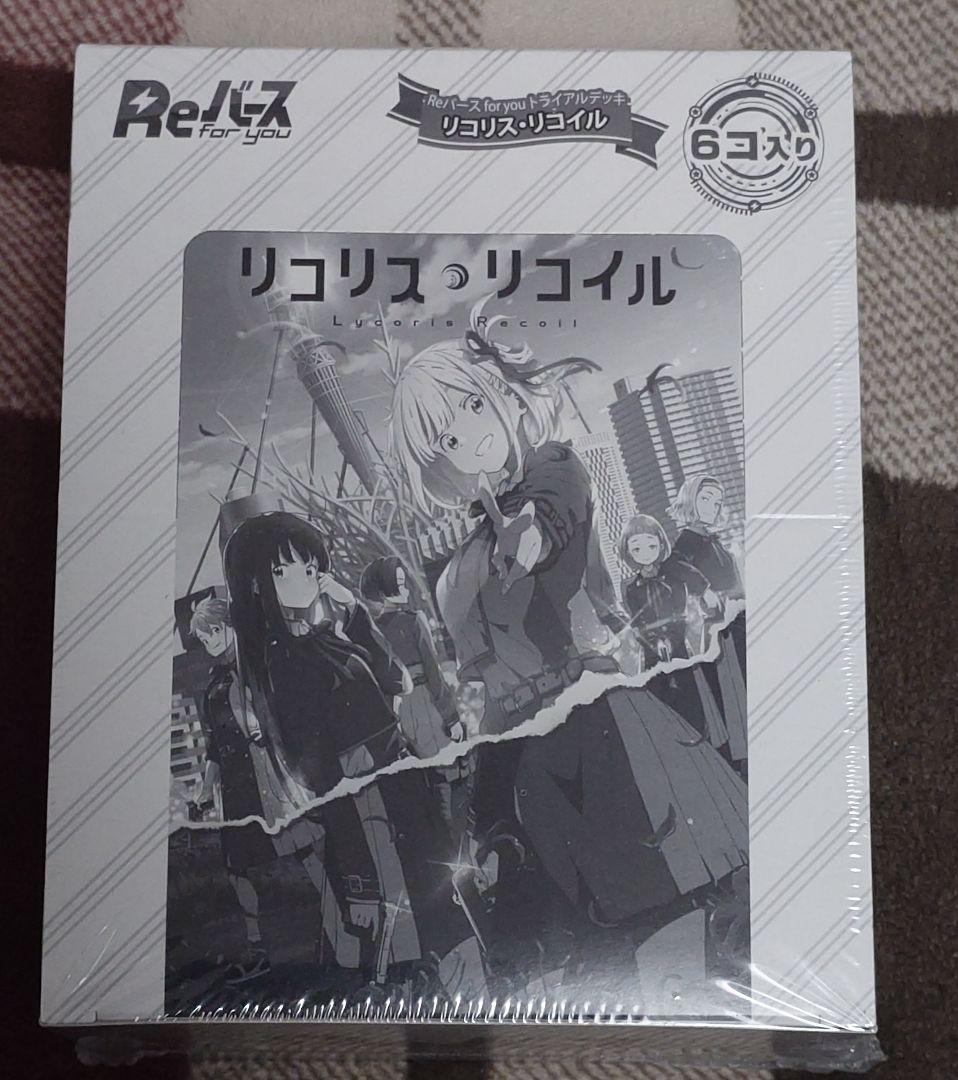 Reバース
for you
Reバース for you トライアルデッキ
リコリス・リコイル
6コ入り
リコリス・リコイル
Lycoris Recoil